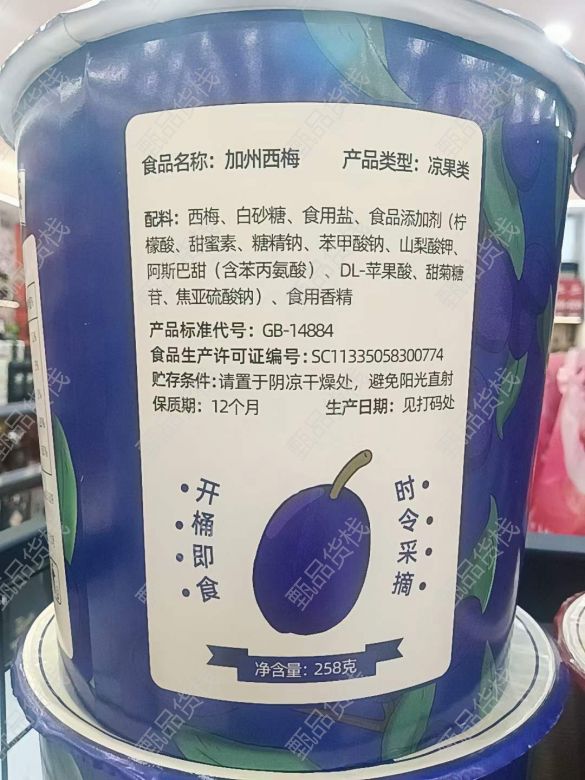 食品名称：加州西梅 产品类型：凉果类
配料：西梅、白砂糖、食用盐、食品添加剂（柠
檬酸、甜蜜素、糖精钠、苯甲酸钠、山梨酸钾、
阿斯巴甜（含苯丙氨酸）、DL-苹果酸、甜菊糖
苷、焦亚硫酸钠）、食用香精
产品标准代号：GB-14884
食品生产许可证编号：SC11335058300774
贮存条件：请置于阴凉干燥处，避免阳光直射
保质期：12个月 生产日期：见打码处
开桶即食
时令采摘
净含量：258克
甄品货栈